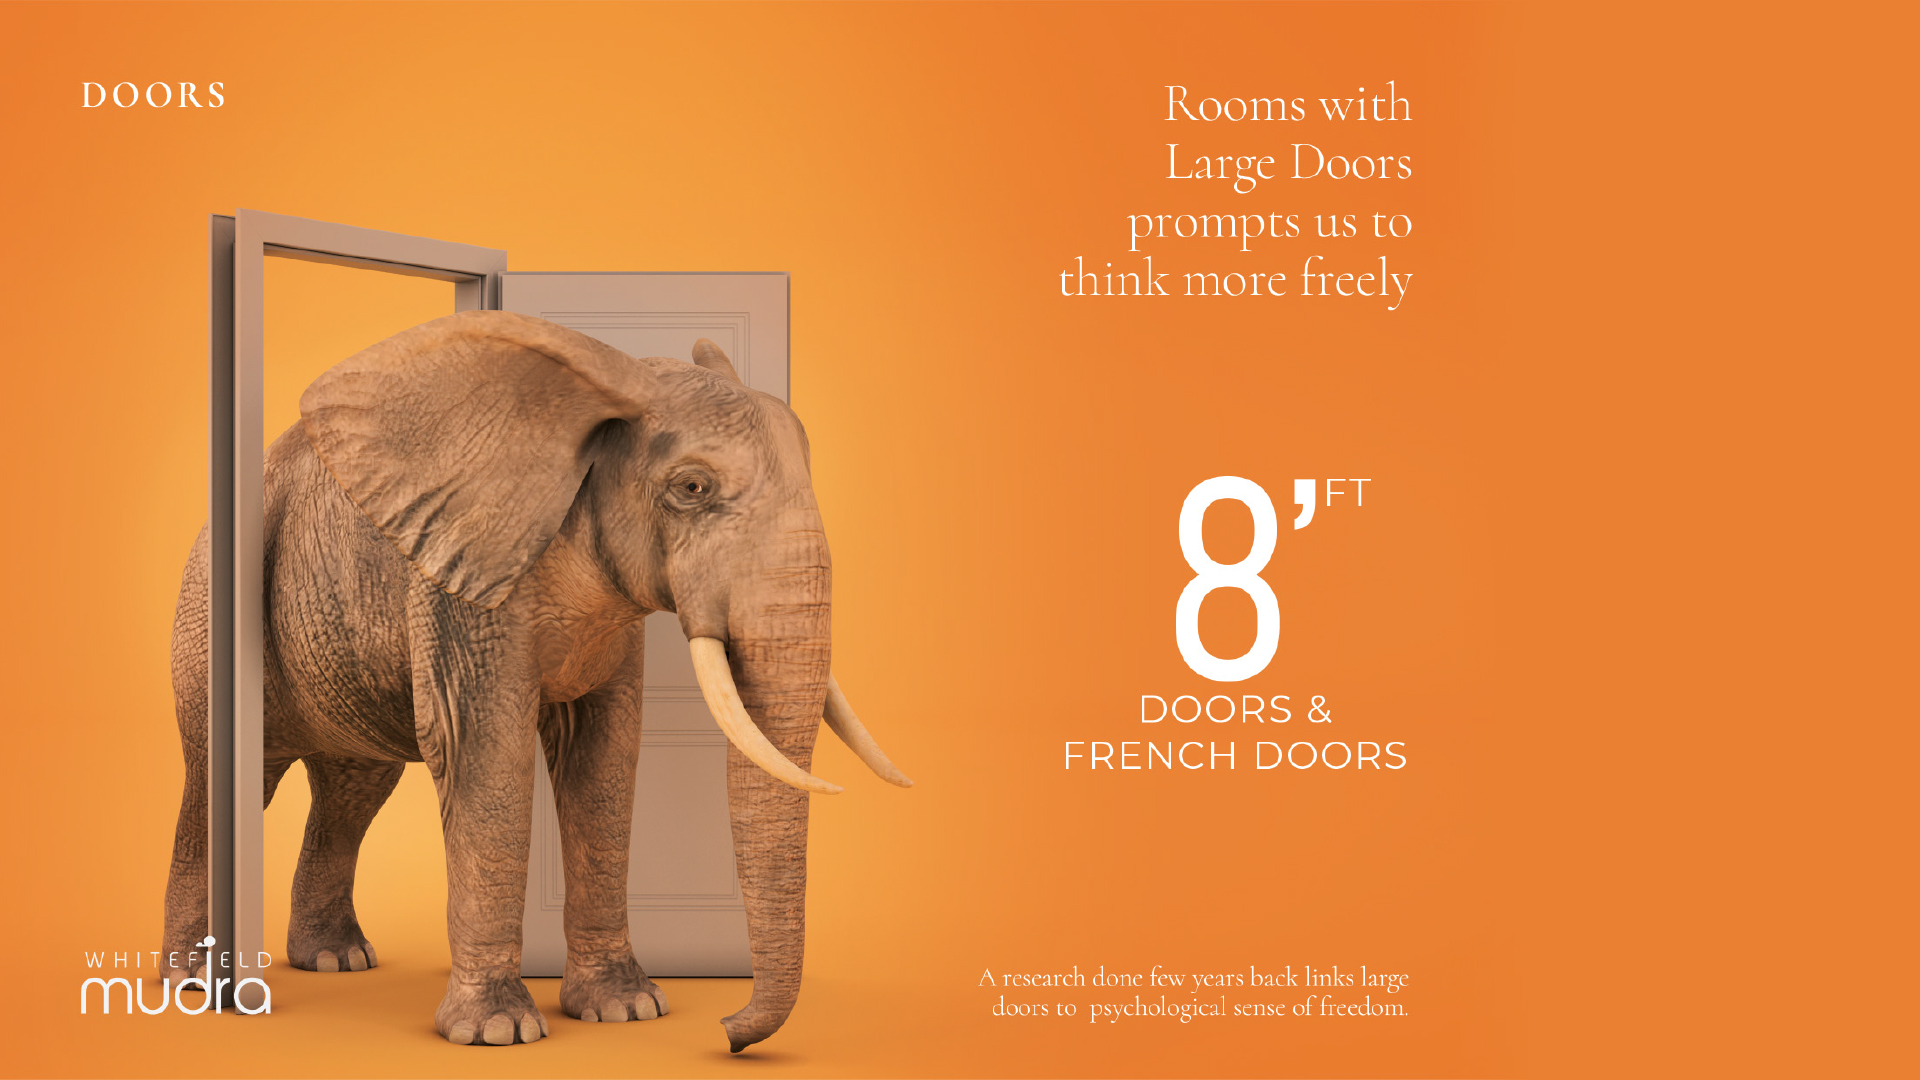 DOORS
Rooms with
Large Doors
prompts us to
think more freely
8’FT
DOORS &
FRENCH DOORS
WHITEFIELD
mudra
A research done few years back links large
doors to psychological sense of freedom.